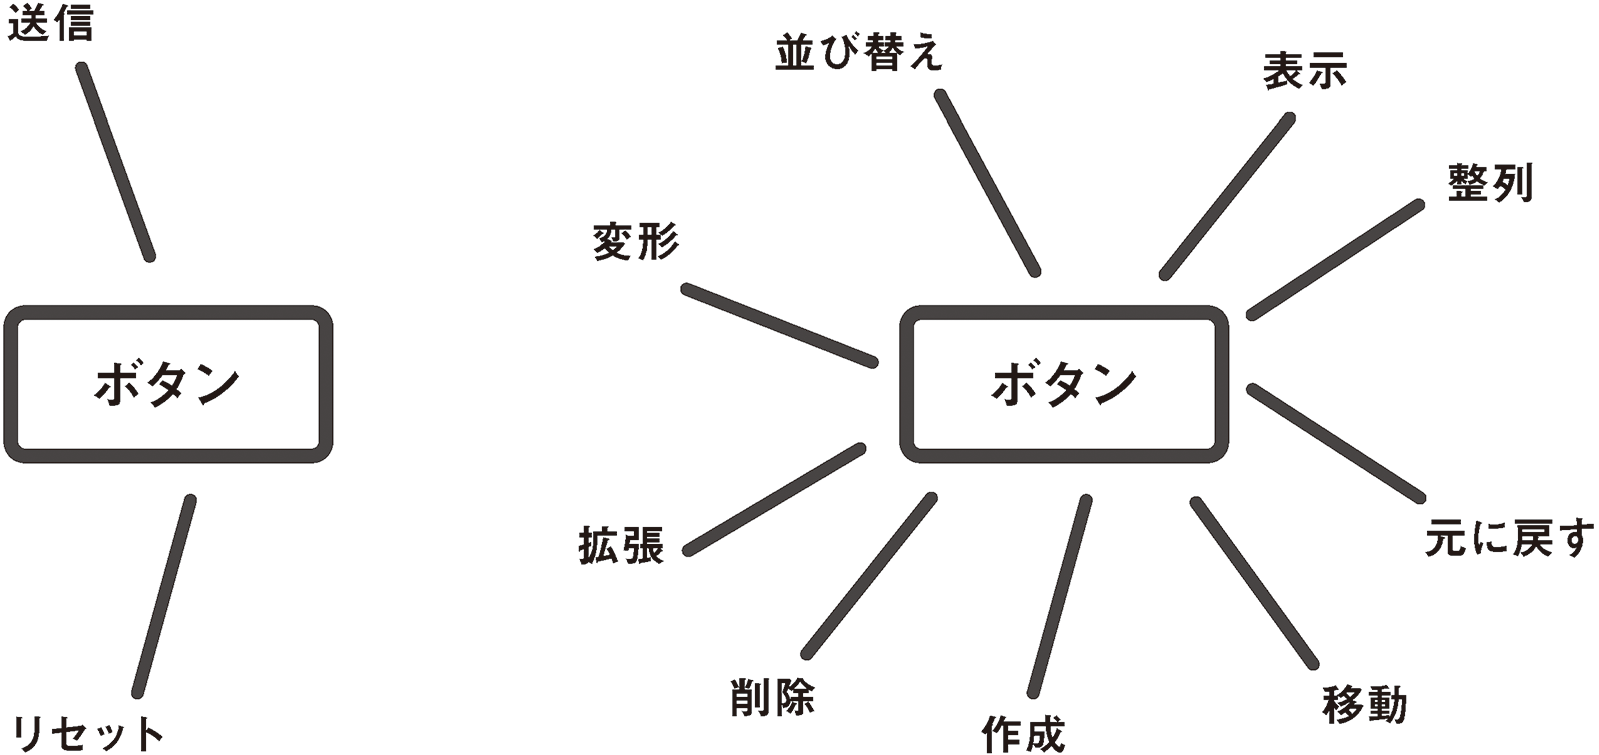 送信
ボタン
リセット
並び替え
表示
整列
変形
ボタン
拡張
元に戻す
削除
作成
移動